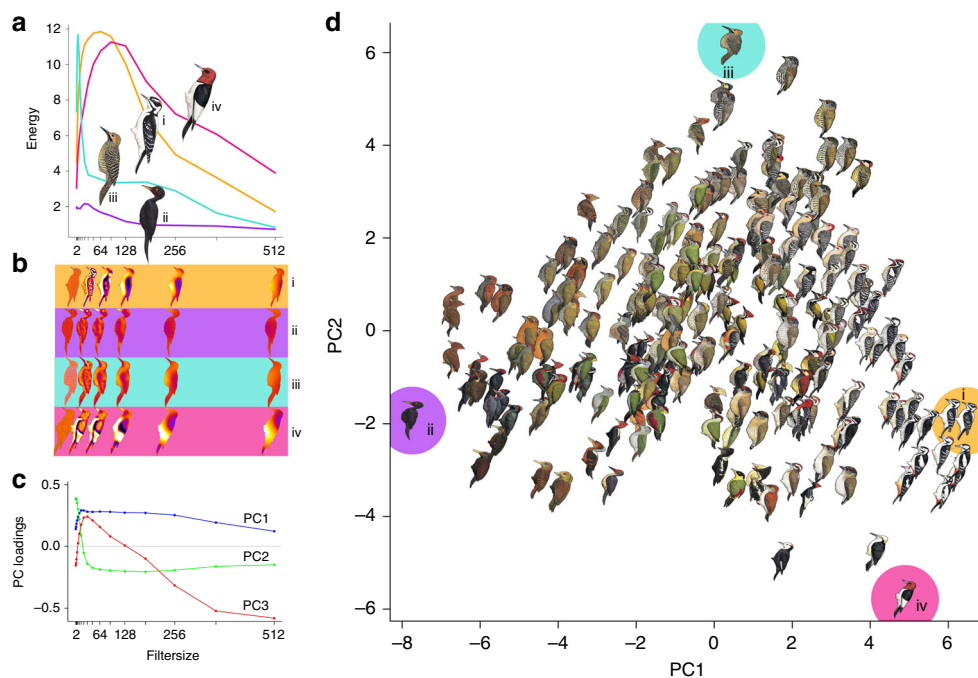 a
12
10
8
6
4
2
Energy
i
ii
iii
iv
2 64 128 256 512
b
i
ii
iii
iv
c
0.5
0.0
−0.5
PC loadings
PC1
PC2
PC3
2 64 128 256 512
Filtersize
d
6
4
2
0
−2
−4
−6
PC2
iii
ii
i
iv
−8 −6 −4 −2 0 2 4 6
PC1